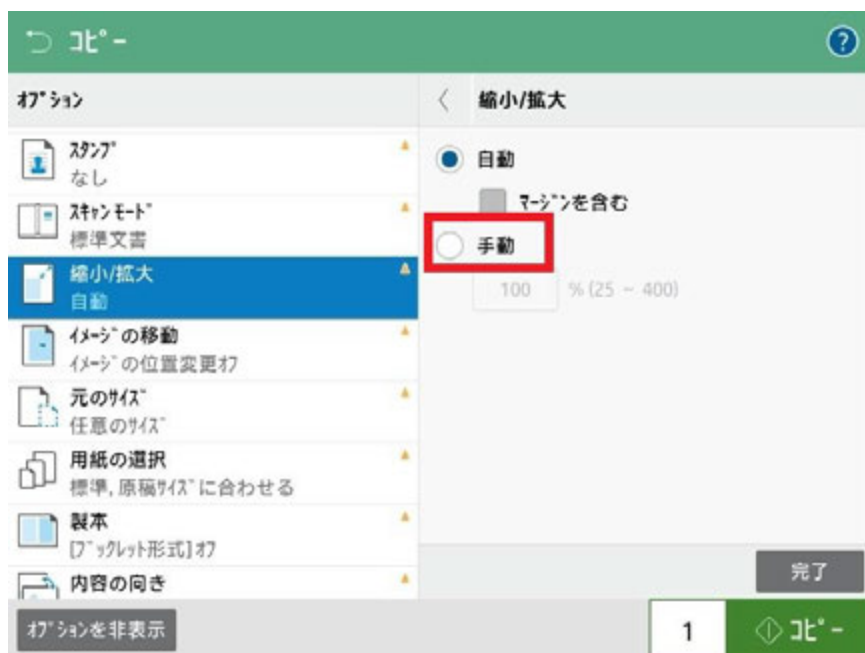 コピー
?
オプション
縮小/拡大
スタンプ
なし
自動
マージンを含む
スキャンモード
標準文書
手動
縮小/拡大
自動
100 % (25 ~ 400)
イメージの移動
イメージの位置変更オフ
元のサイズ
任意のサイズ
用紙の選択
標準, 原稿サイズに合わせる
製本
[ブックレット形式]オフ
完了
内容の向き
オプションを非表示
1
コピー